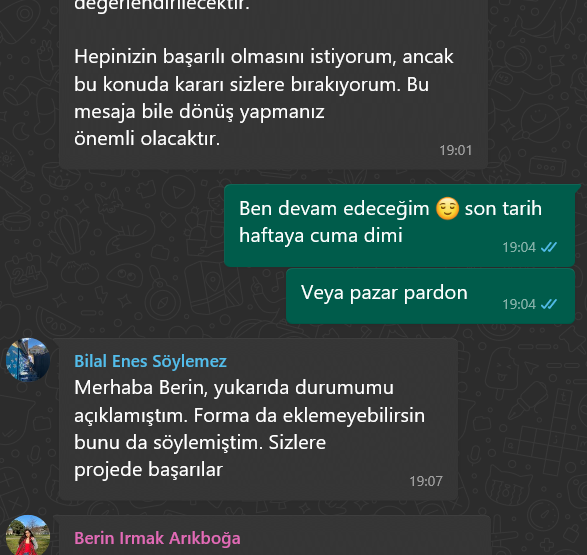 değerlendirilecektir.
Hepinizin başarılı olmasını istiyorum, ancak
bu konuda kararı sizlere bırakıyorum. Bu
mesaja bile dönüş yapmanız
önemli olacaktır.
19:01
Ben devam edeceğim 😌 son tarih
haftaya cuma dimi
19:04
Veya pazar pardon
19:04
Bilal Enes Söylemez
Merhaba Berin, yukarıda durumumu
açıklamıştım. Forma da eklemeyebilirsin
bunu da söylemiştim. Sizlere
projede başarılar
19:07
Berin Irmak Arıkboğa